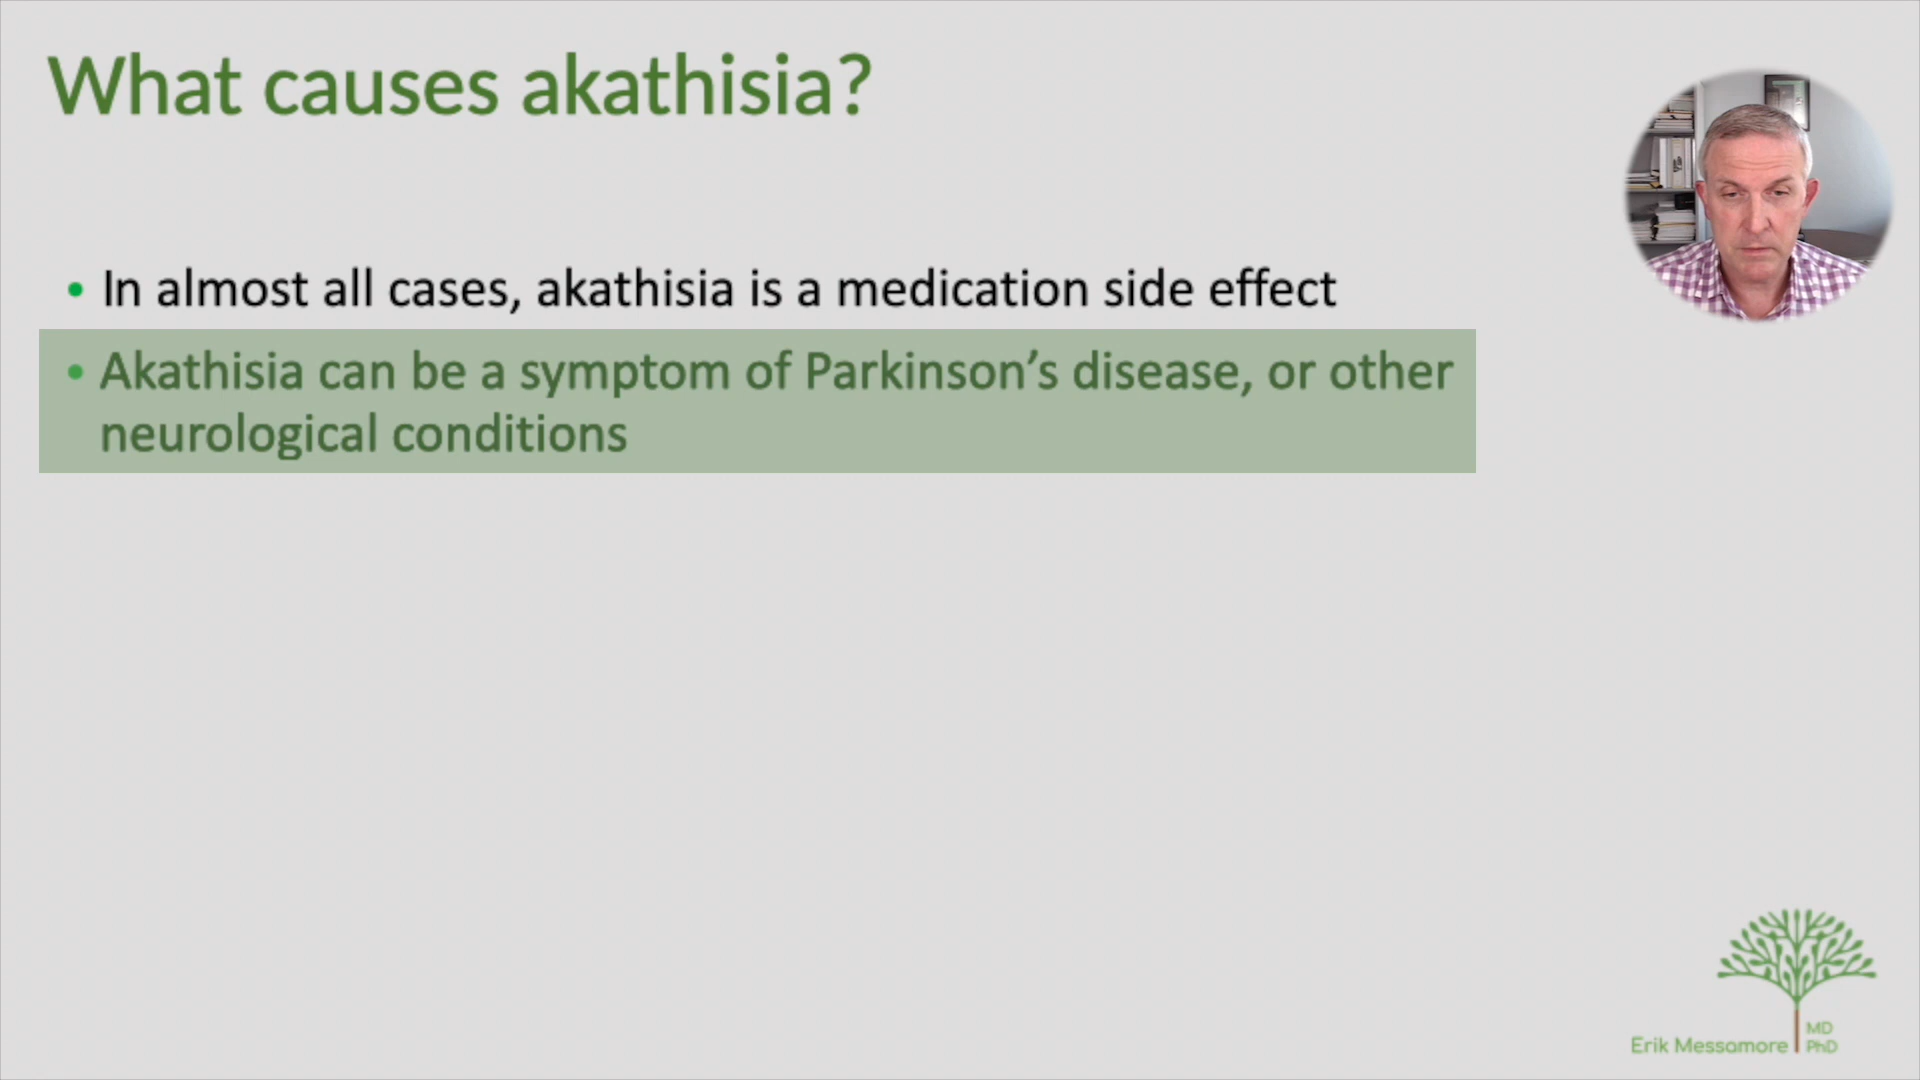 What causes akathisia?
• In almost all cases, akathisia is a medication side effect
• Akathisia can be a symptom of Parkinson’s disease, or other
neurological conditions
Erik Messamore
MD
PhD